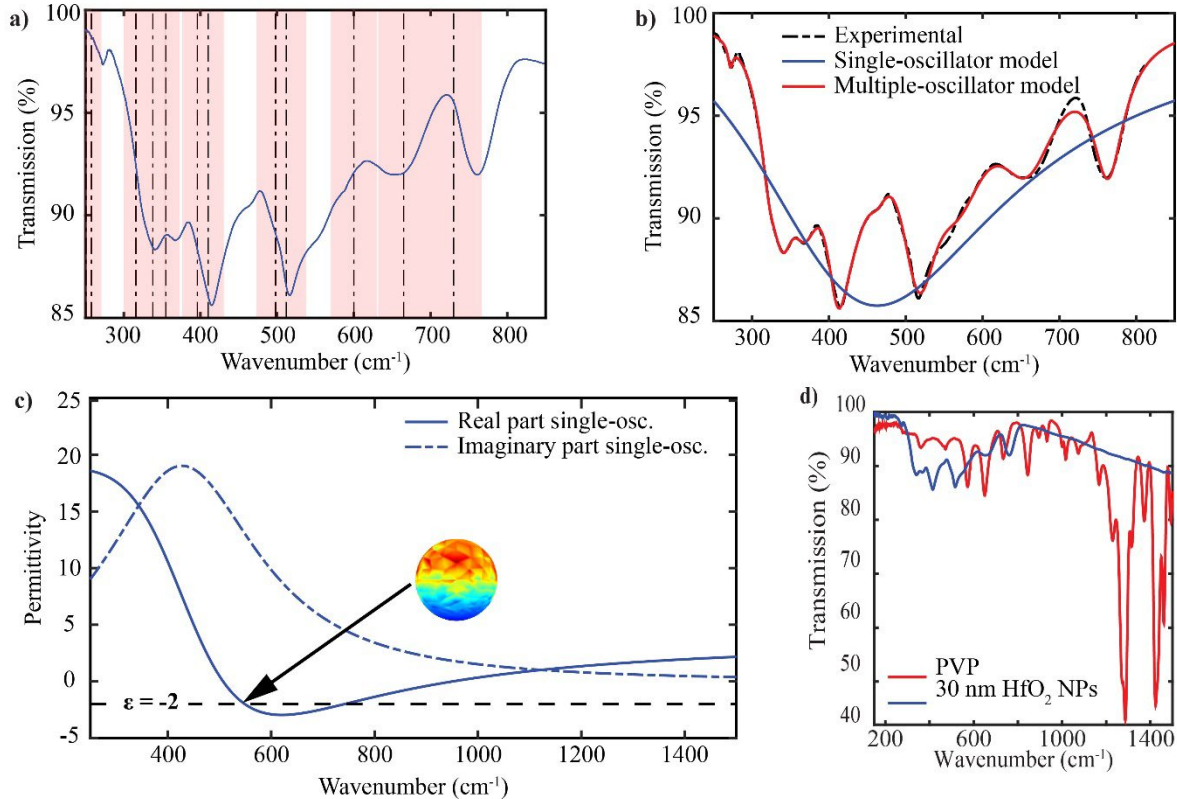 a)
100
95
90
85
Transmission (%)
300 400 500 600 700 800
Wavenumber (cm⁻¹)
b)
100
95
90
85
Transmission (%)
Experimental
Single-oscillator model
Multiple-oscillator model
300 400 500 600 700 800
Wavenumber (cm⁻¹)
c)
25
20
15
10
5
0
-5
Permittivity
Real part single-osc.
Imaginary part single-osc.
ε = -2
400 600 800 1000 1200 1400
Wavenumber (cm⁻¹)
d)
100
90
80
70
60
50
40
Transmission (%)
PVP
30 nm HfO₂ NPs
200 600 1000 1400
Wavenumber (cm⁻¹)